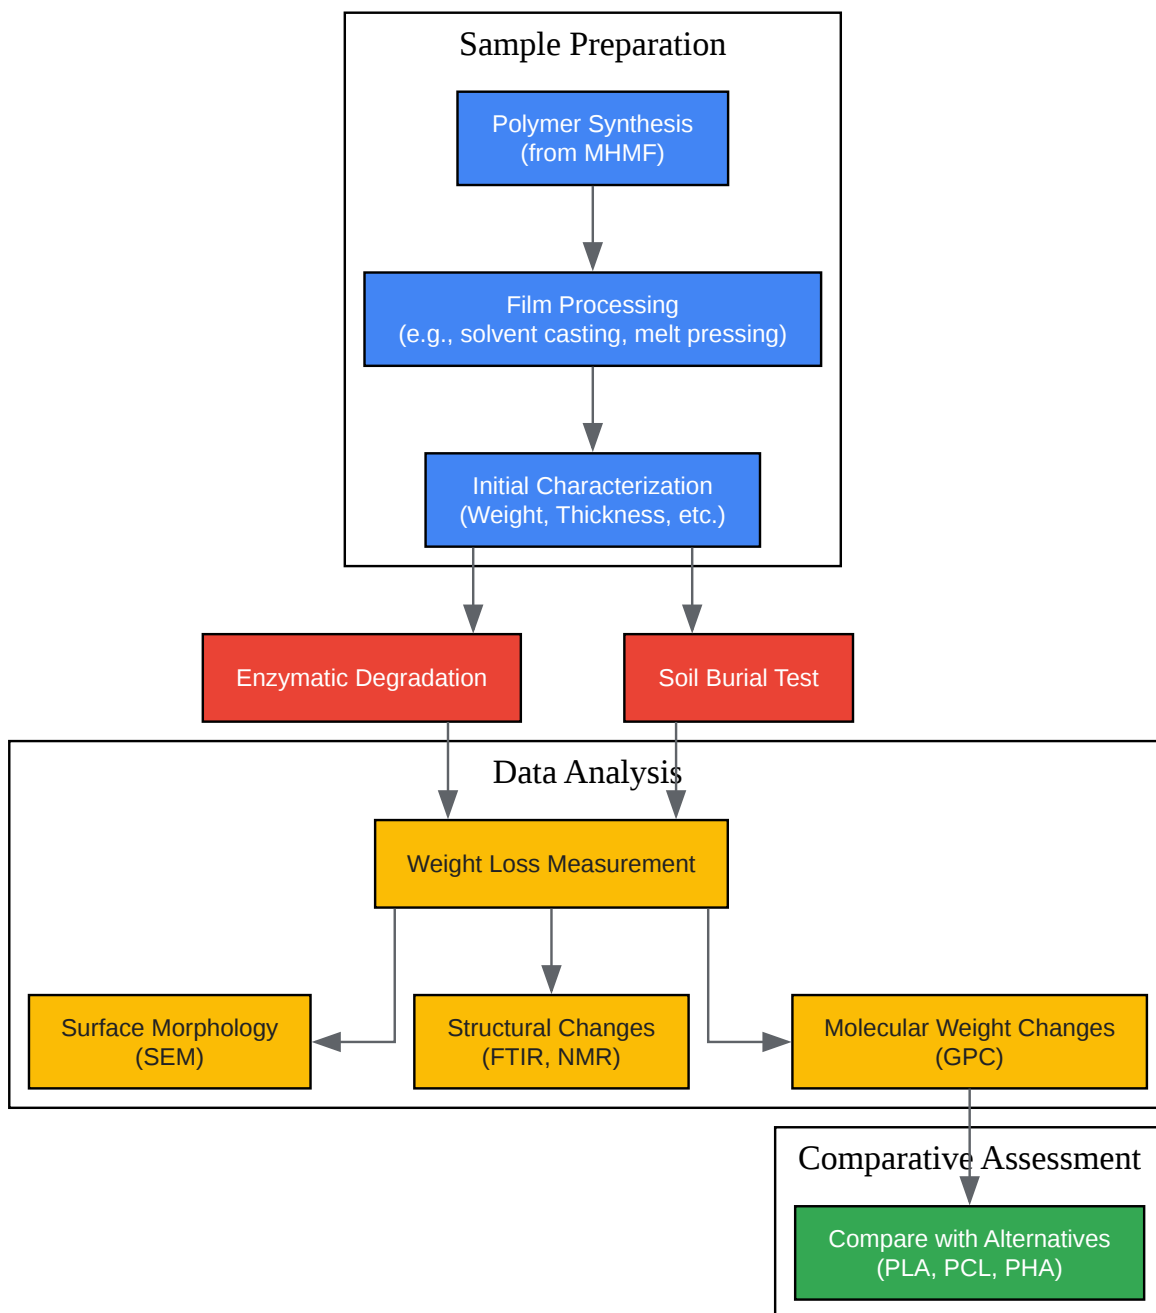 Sample Preparation
Polymer Synthesis
(from MHMF)
Film Processing
(e.g., solvent casting, melt pressing)
Initial Characterization
(Weight, Thickness, etc.)
Enzymatic Degradation
Soil Burial Test
Data Analysis
Weight Loss Measurement
Surface Morphology
(SEM)
Structural Changes
(FTIR, NMR)
Molecular Weight Changes
(GPC)
Comparative Assessment
Compare with Alternatives
(PLA, PCL, PHA)